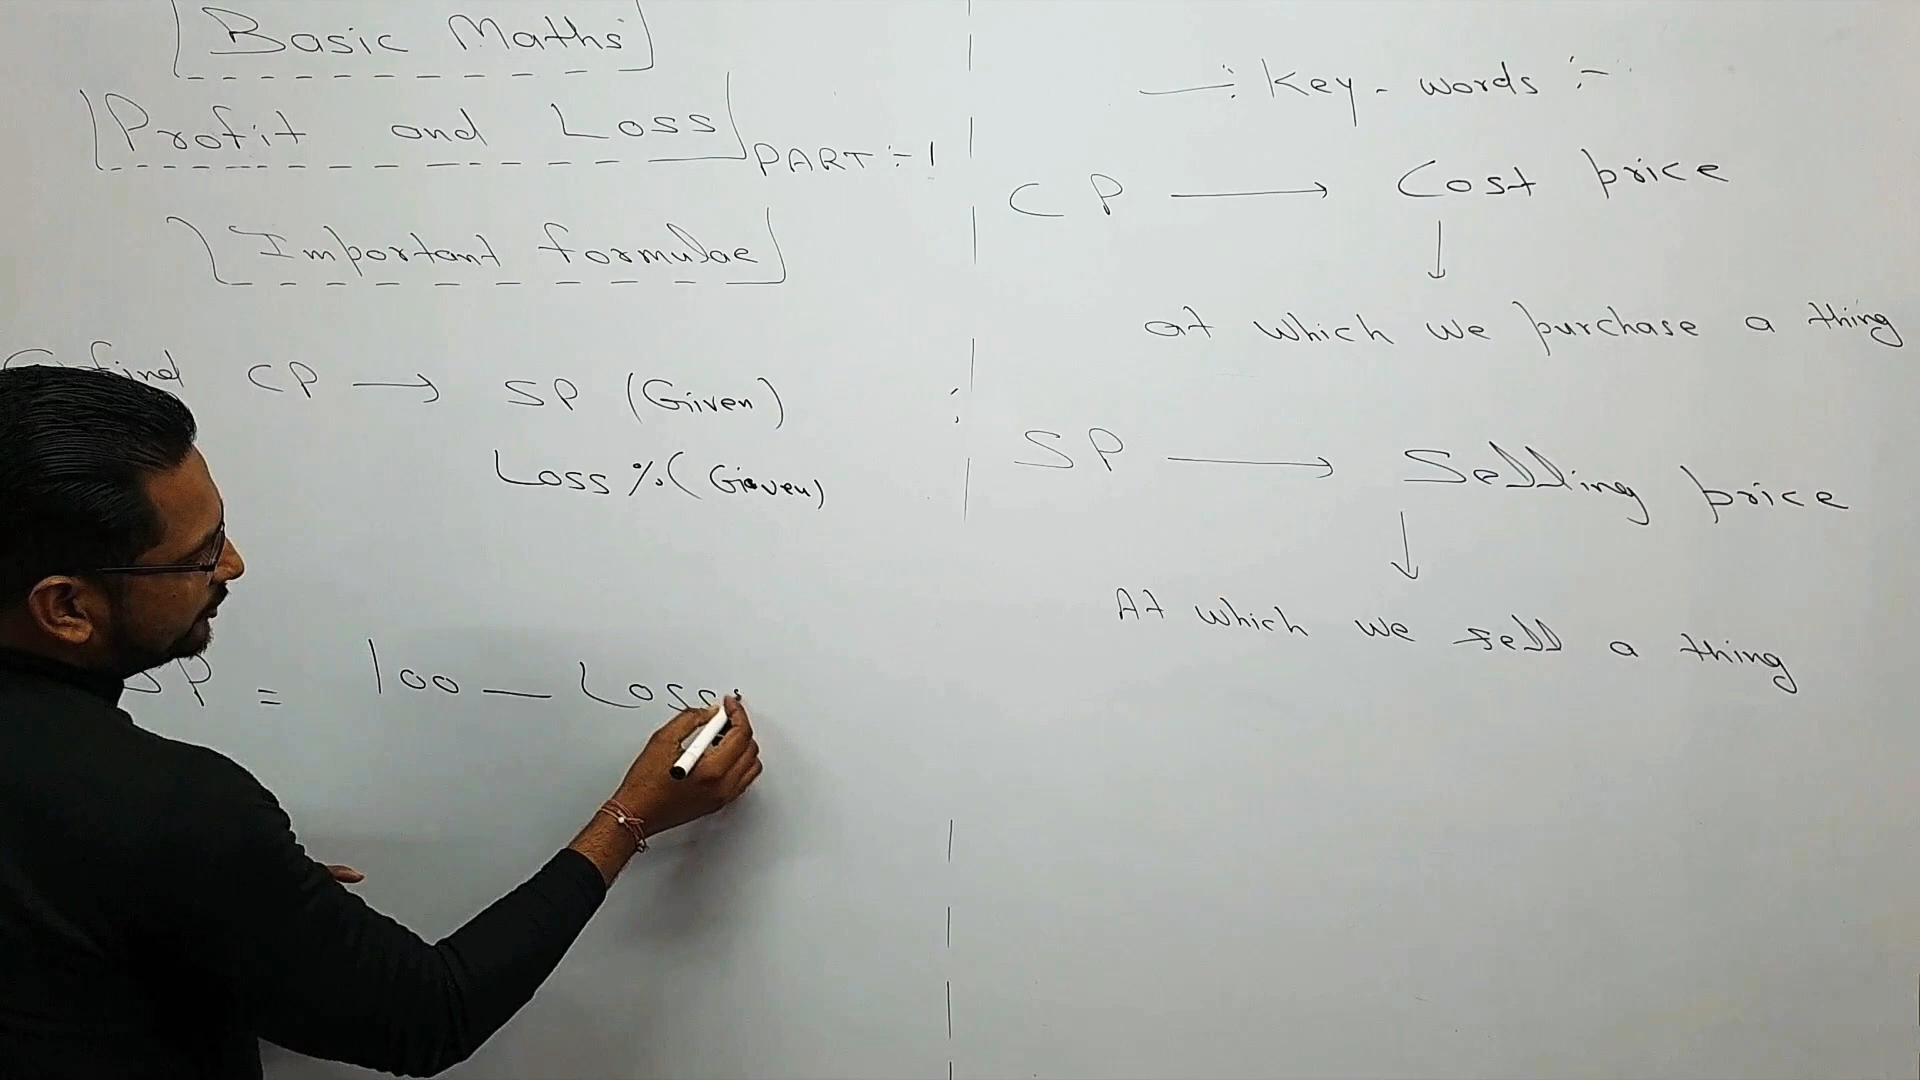 Basic Maths
Profit and Loss
PART :- 1
Important formulae
find CP → SP (Given)
Loss % (Given)
SP = 100 — Loss
—: Key - words :-
CP → Cost price
↓
at which we purchase a thing
SP → Selling price
↓
At which we sell a thing